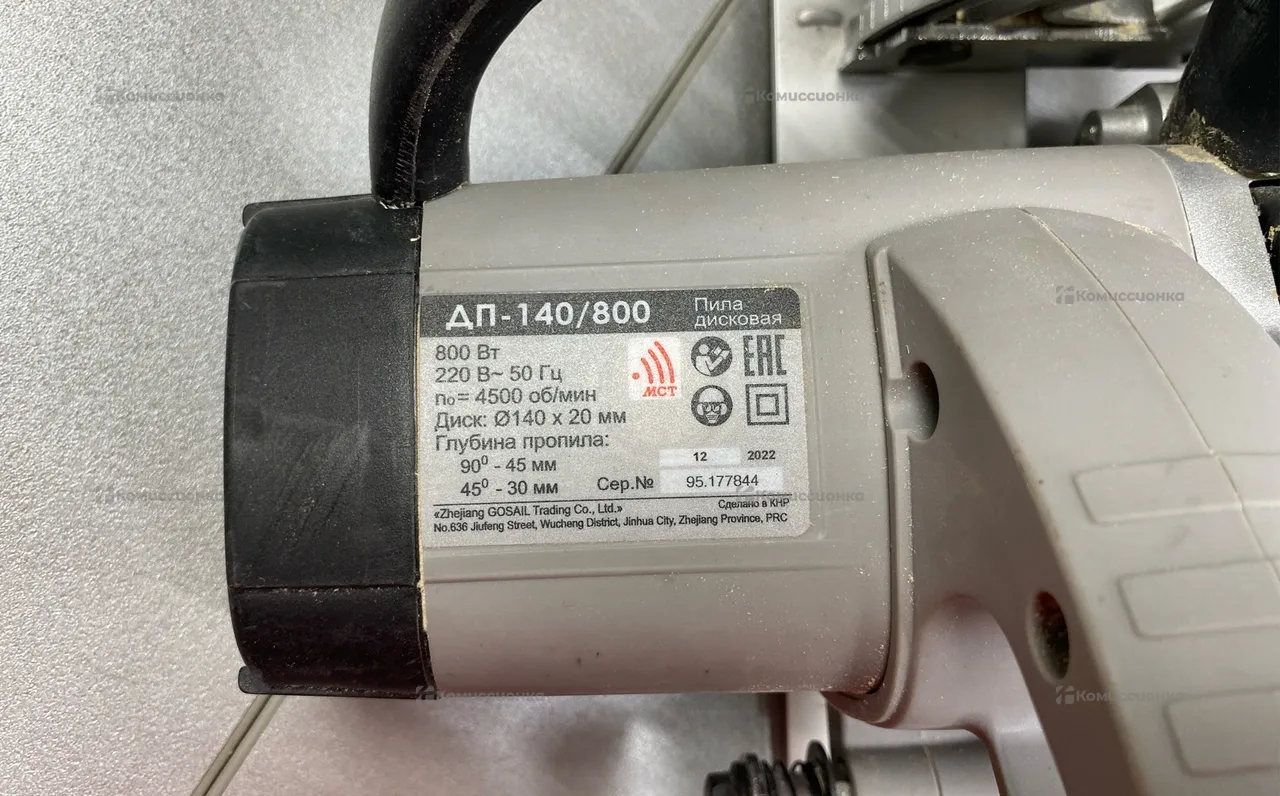 ДП-140/800
Пила
дисковая
800 Вт
220 В~ 50 Гц
n₀= 4500 об/мин
Диск: Ø140 x 20 мм
Глубина пропила:
90⁰ - 45 мм
45⁰ - 30 мм
МСТ
EAC
12 2022
Сер.№ 95.177844
«Zhejiang GOSAIL Trading Co., Ltd.» Сделано в КНР
No.636 Jiufeng Street, Wucheng District, Jinhua City, Zhejiang Province, PRC
Комиссионка
Комиссионка
Комиссионка
Комиссионка
Комиссионка
Комиссионка
Комиссионка